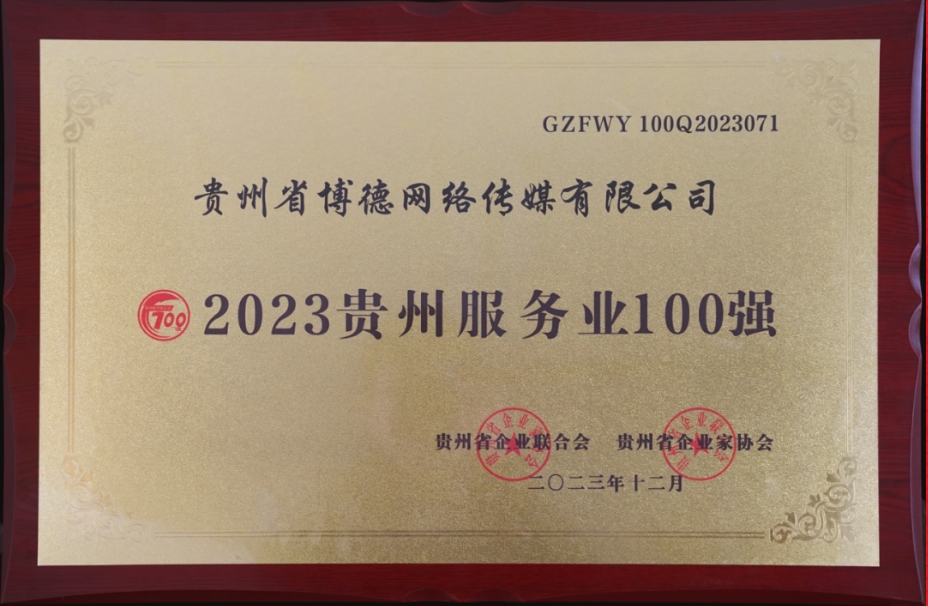 GZFWY 100Q2023071
贵州省博德网络传媒有限公司
100
2023贵州服务业100强
贵州省企业联合会 贵州省企业家协会
二〇二三年十二月